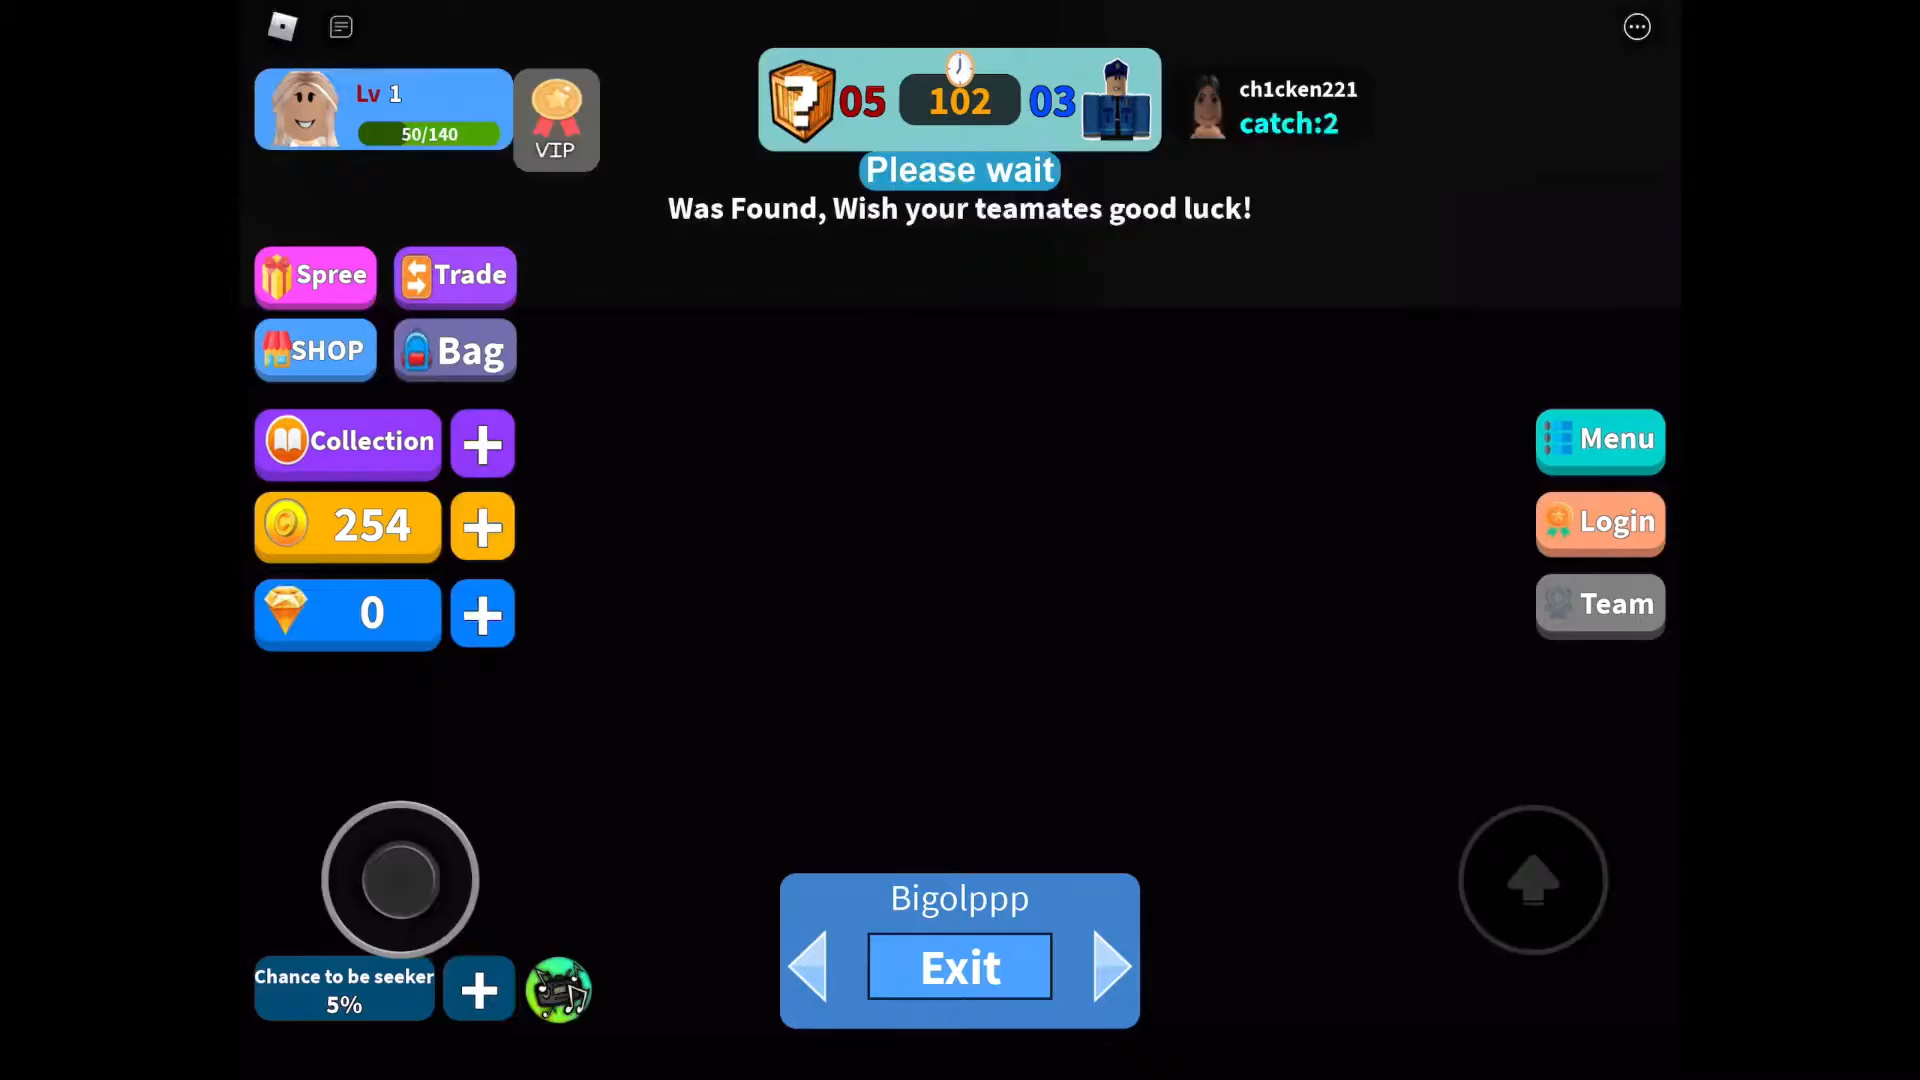 Lv 1
50/140
VIP
05
102
03
ch1cken221
catch:2
Please wait
Was Found, Wish your teamates good luck!
Spree
Trade
SHOP
Bag
Collection
254
0
Menu
Login
Team
Bigolppp
Exit
Chance to be seeker
5%